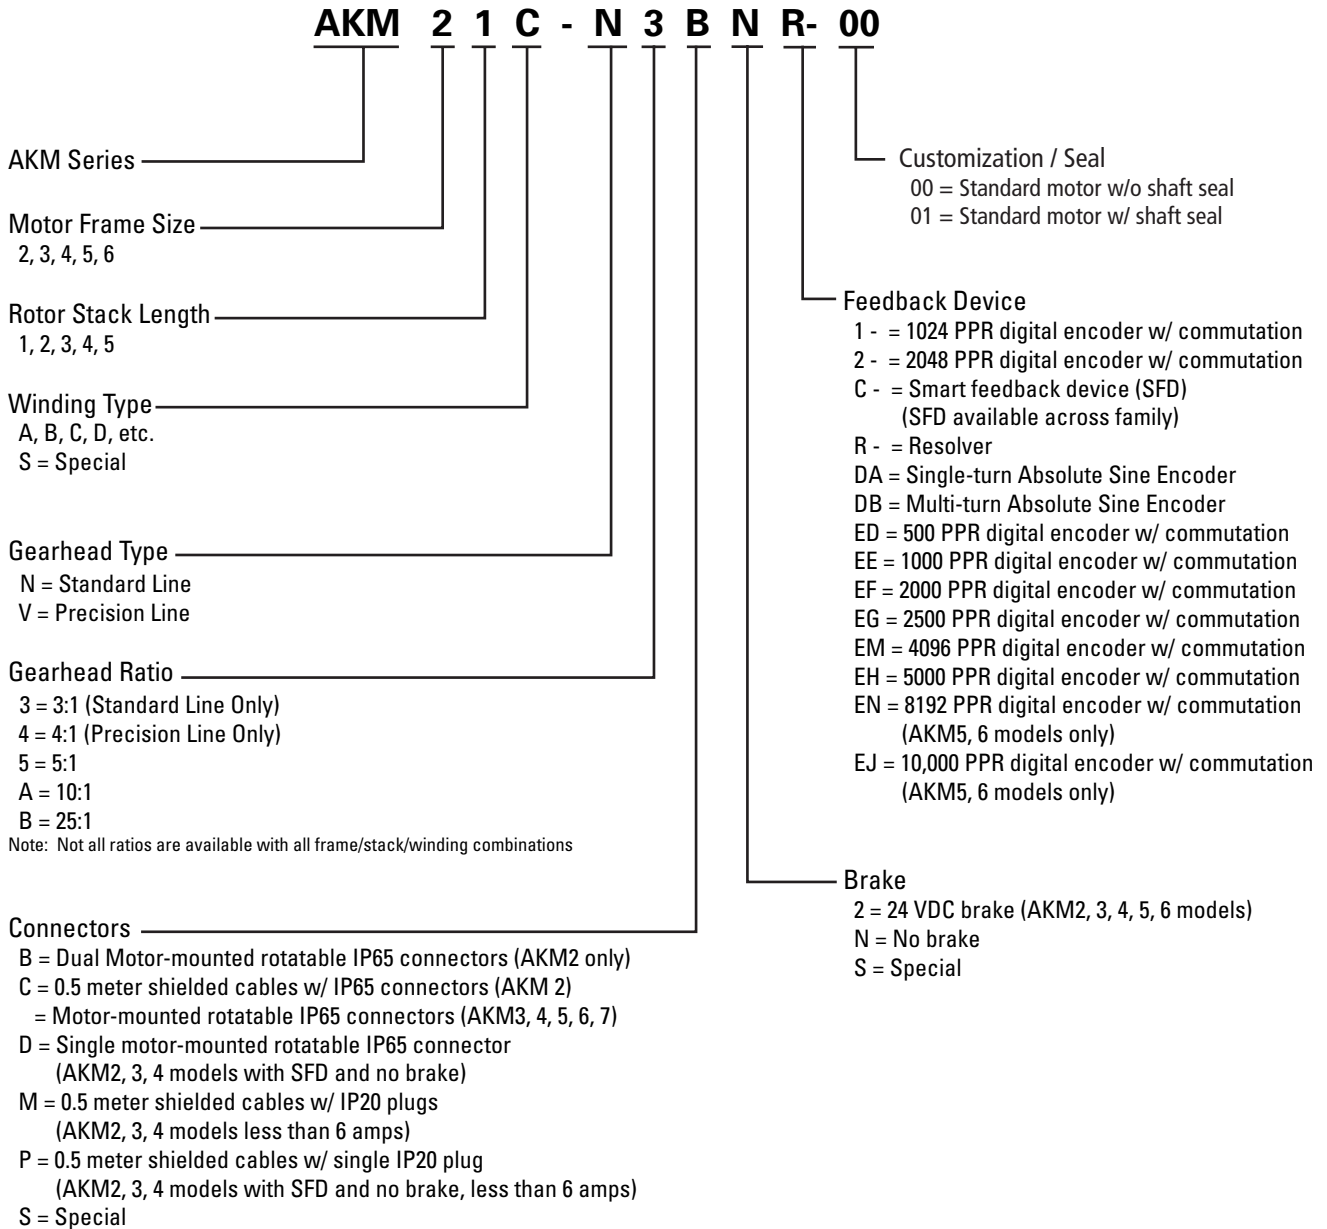 AKM 2 1 C - N 3 B N R- 00
AKM Series
Motor Frame Size
2, 3, 4, 5, 6
Rotor Stack Length
1, 2, 3, 4, 5
Winding Type
A, B, C, D, etc.
S = Special
Gearhead Type
N = Standard Line
V = Precision Line
Gearhead Ratio
3 = 3:1 (Standard Line Only)
4 = 4:1 (Precision Line Only)
5 = 5:1
A = 10:1
B = 25:1
Note: Not all ratios are available with all frame/stack/winding combinations
Connectors
B = Dual Motor-mounted rotatable IP65 connectors (AKM2 only)
C = 0.5 meter shielded cables w/ IP65 connectors (AKM 2)
= Motor-mounted rotatable IP65 connectors (AKM3, 4, 5, 6, 7)
D = Single motor-mounted rotatable IP65 connector
(AKM2, 3, 4 models with SFD and no brake)
M = 0.5 meter shielded cables w/ IP20 plugs
(AKM2, 3, 4 models less than 6 amps)
P = 0.5 meter shielded cables w/ single IP20 plug
(AKM2, 3, 4 models with SFD and no brake, less than 6 amps)
S = Special
Customization / Seal
00 = Standard motor w/o shaft seal
01 = Standard motor w/ shaft seal
Feedback Device
1 - = 1024 PPR digital encoder w/ commutation
2 - = 2048 PPR digital encoder w/ commutation
C - = Smart feedback device (SFD)
(SFD available across family)
R - = Resolver
DA = Single-turn Absolute Sine Encoder
DB = Multi-turn Absolute Sine Encoder
ED = 500 PPR digital encoder w/ commutation
EE = 1000 PPR digital encoder w/ commutation
EF = 2000 PPR digital encoder w/ commutation
EG = 2500 PPR digital encoder w/ commutation
EM = 4096 PPR digital encoder w/ commutation
EH = 5000 PPR digital encoder w/ commutation
EN = 8192 PPR digital encoder w/ commutation
(AKM5, 6 models only)
EJ = 10,000 PPR digital encoder w/ commutation
(AKM5, 6 models only)
Brake
2 = 24 VDC brake (AKM2, 3, 4, 5, 6 models)
N = No brake
S = Special